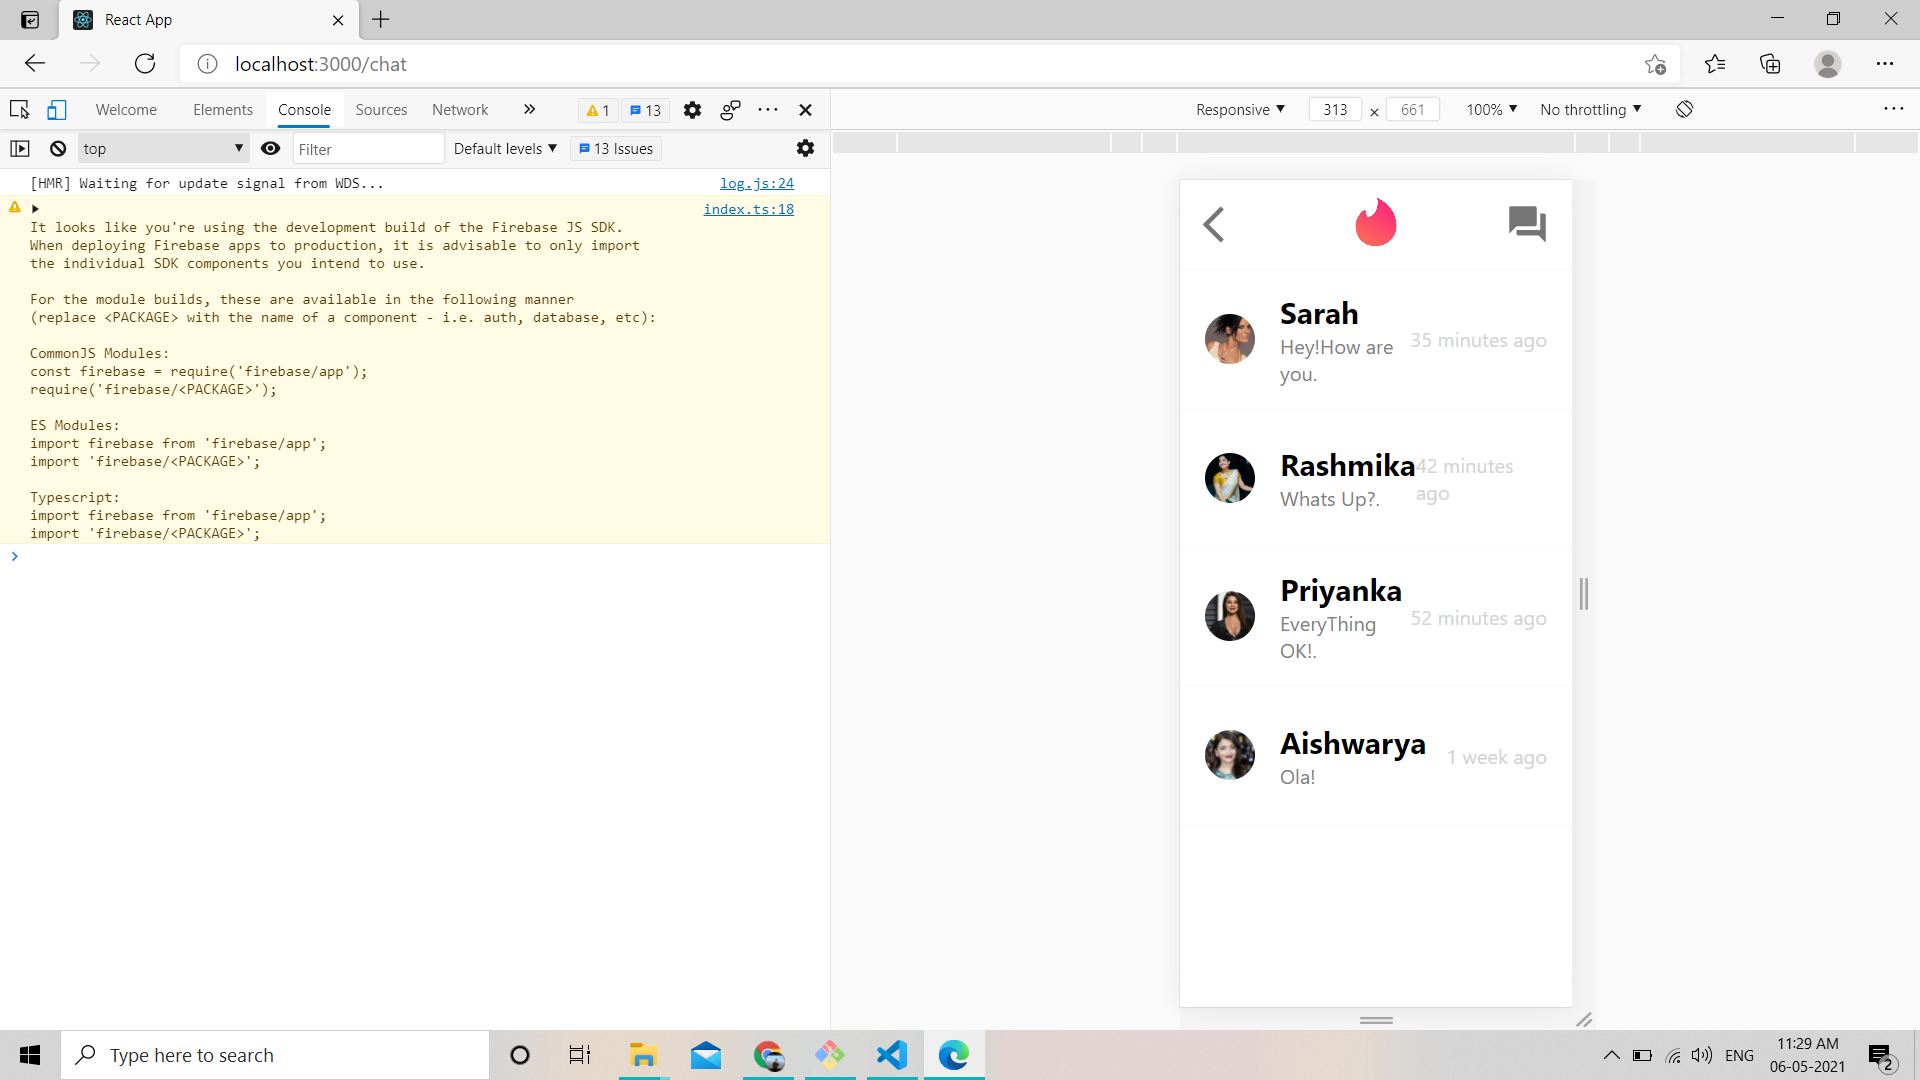 React App
localhost:3000/chat
Welcome Elements Console Sources Network 1 13
Responsive 313 × 661 100% No throttling
top Filter Default levels 13 Issues
[HMR] Waiting for update signal from WDS... log.js:24
index.ts:18
It looks like you're using the development build of the Firebase JS SDK.
When deploying Firebase apps to production, it is advisable to only import
the individual SDK components you intend to use.
For the module builds, these are available in the following manner
(replace <PACKAGE> with the name of a component - i.e. auth, database, etc):
CommonJS Modules:
const firebase = require('firebase/app');
require('firebase/<PACKAGE>');
ES Modules:
import firebase from 'firebase/app';
import 'firebase/<PACKAGE>';
Typescript:
import firebase from 'firebase/app';
import 'firebase/<PACKAGE>';
Sarah
Hey!How are
you.
35 minutes ago
Rashmika
Whats Up?.
42 minutes
ago
Priyanka
EveryThing
OK!.
52 minutes ago
Aishwarya
Ola!
1 week ago
Type here to search
ENG
11:29 AM
06-05-2021
2